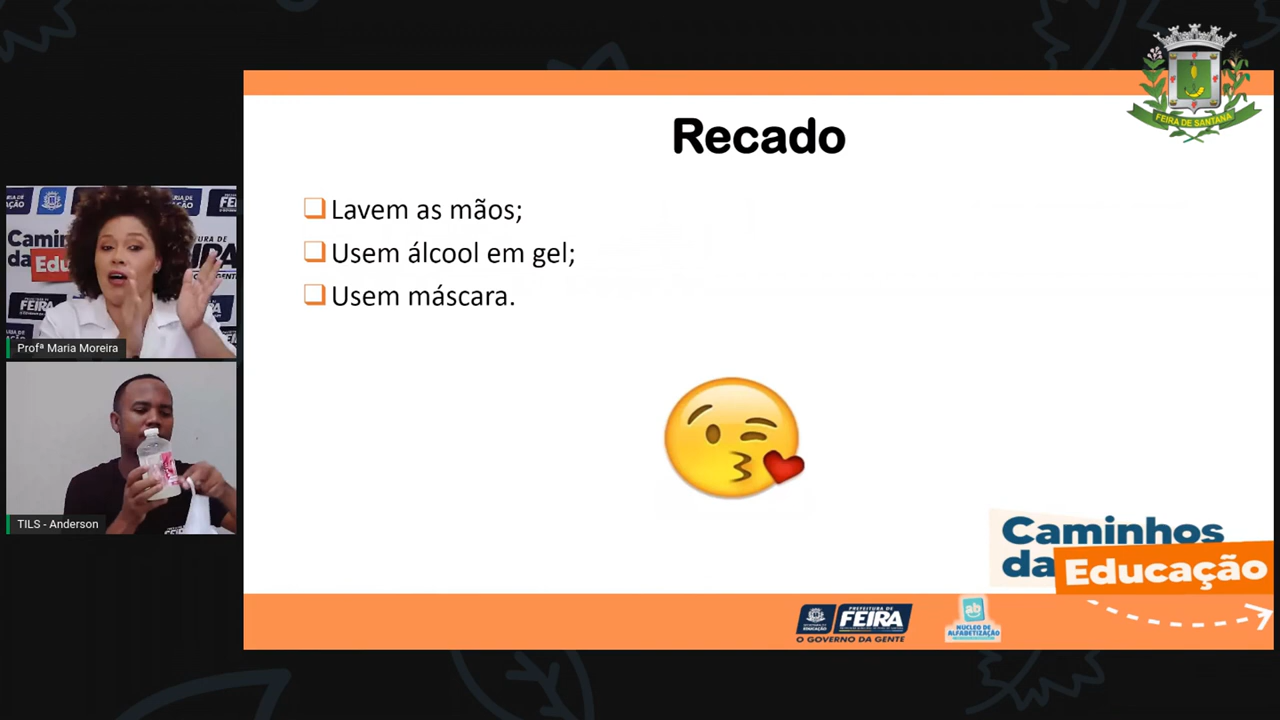 FEIRA DE SANTANA
Recado
Lavem as mãos;
Usem álcool em gel;
Usem máscara.
Profª Maria Moreira
TILS - Anderson
Caminhos
da Educação
PREFEITURA DE
FEIRA
O GOVERNO DA GENTE
ab
NÚCLEO DE
ALFABETIZAÇÃO